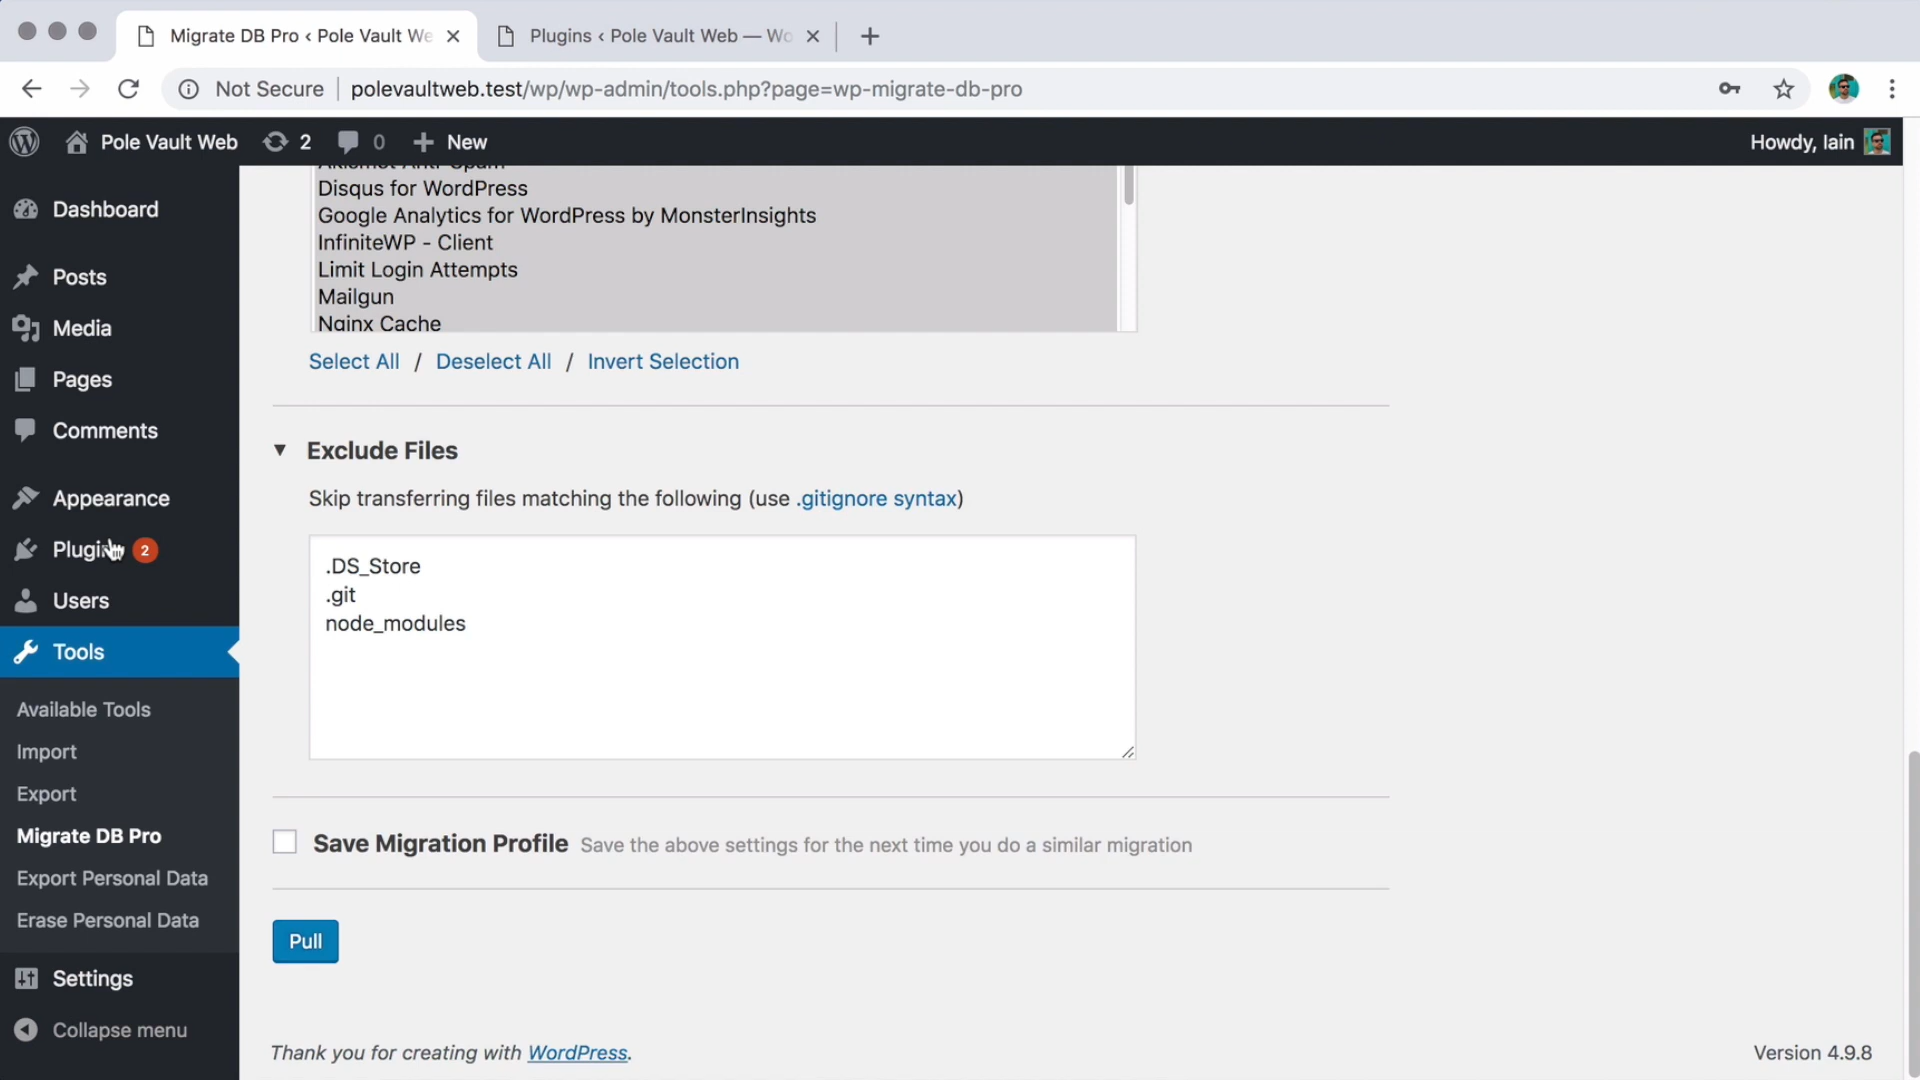 Migrate DB Pro ‹ Pole Vault We
Plugins ‹ Pole Vault Web — Wo
Not Secure
polevaultweb.test/wp/wp-admin/tools.php?page=wp-migrate-db-pro
Pole Vault Web
2
0
New
Howdy, Iain
Dashboard
Posts
Media
Pages
Comments
Appearance
Plugin
2
Users
Tools
Available Tools
Import
Export
Migrate DB Pro
Export Personal Data
Erase Personal Data
Settings
Collapse menu
Akismet Anti-Spam
Disqus for WordPress
Google Analytics for WordPress by MonsterInsights
InfiniteWP - Client
Limit Login Attempts
Mailgun
Nginx Cache
Select All / Deselect All / Invert Selection
Exclude Files
Skip transferring files matching the following (use .gitignore syntax)
.DS_Store
.git
node_modules
Save Migration Profile Save the above settings for the next time you do a similar migration
Pull
Thank you for creating with WordPress.
Version 4.9.8